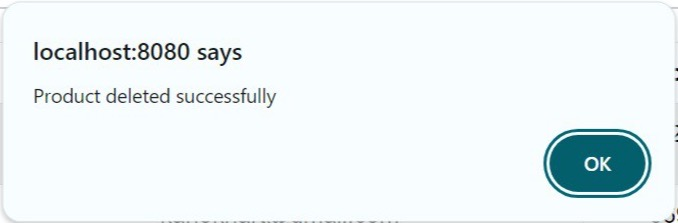 localhost:8080 says
Product deleted successfully
OK